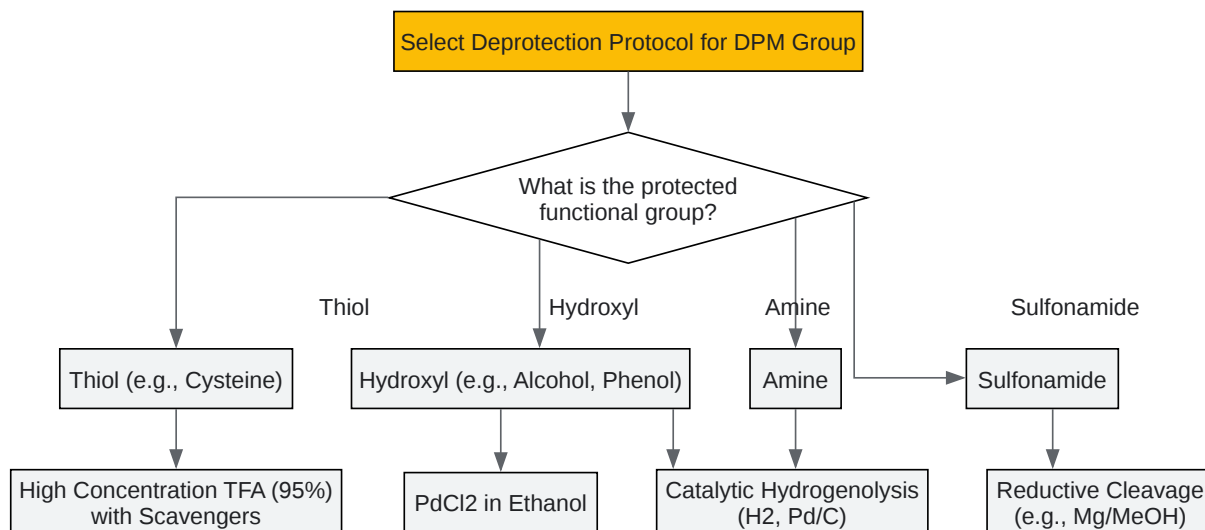 Select Deprotection Protocol for DPM Group
What is the protected
functional group?
Thiol
Hydroxyl
Amine
Sulfonamide
Thiol (e.g., Cysteine)
Hydroxyl (e.g., Alcohol, Phenol)
Amine
Sulfonamide
High Concentration TFA (95%)
with Scavengers
PdCl2 in Ethanol
Catalytic Hydrogenolysis
(H2, Pd/C)
Reductive Cleavage
(e.g., Mg/MeOH)